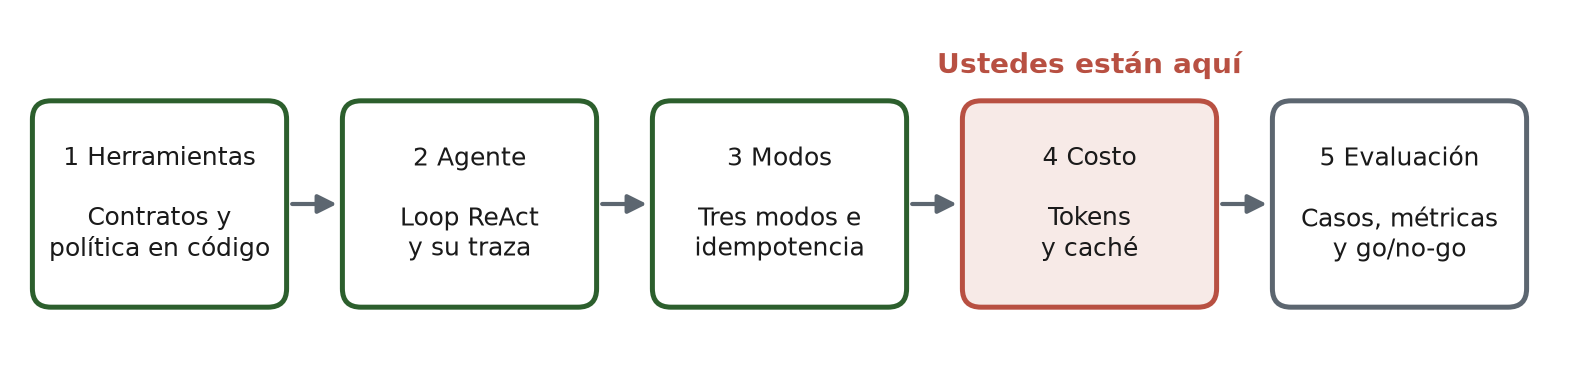 Ustedes están aquí
1 Herramientas
Contratos y
política en código
2 Agente
Loop ReAct
y su traza
3 Modos
Tres modos e
idempotencia
4 Costo
Tokens
y caché
5 Evaluación
Casos, métricas
y go/no-go